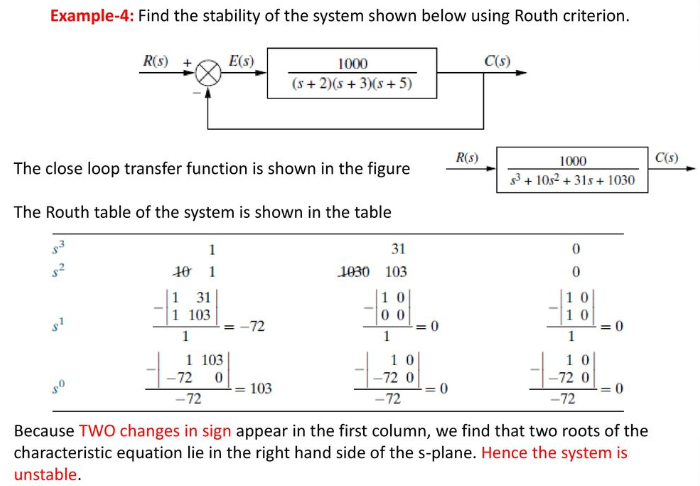 Example-4: Find the stability of the system shown below using Routh criterion.
R(s) + E(s) 1000 C(s)
(s + 2)(s + 3)(s + 5)
−
The close loop transfer function is shown in the figure R(s) 1000 C(s)
s³ + 10s² + 31s + 1030
The Routh table of the system is shown in the table
s³ 1 31 0
s² 10 1 1030 103 0
−|1 31| −|1 0| −|1 0|
s¹ |1 103| = −72 |0 0| = 0 |1 0| = 0
1 1 1
−|1 103| −|1 0| −|1 0|
s⁰ |−72 0| = 103 |−72 0| = 0 |−72 0| = 0
−72 −72 −72
Because TWO changes in sign appear in the first column, we find that two roots of the
characteristic equation lie in the right hand side of the s-plane. Hence the system is
unstable.